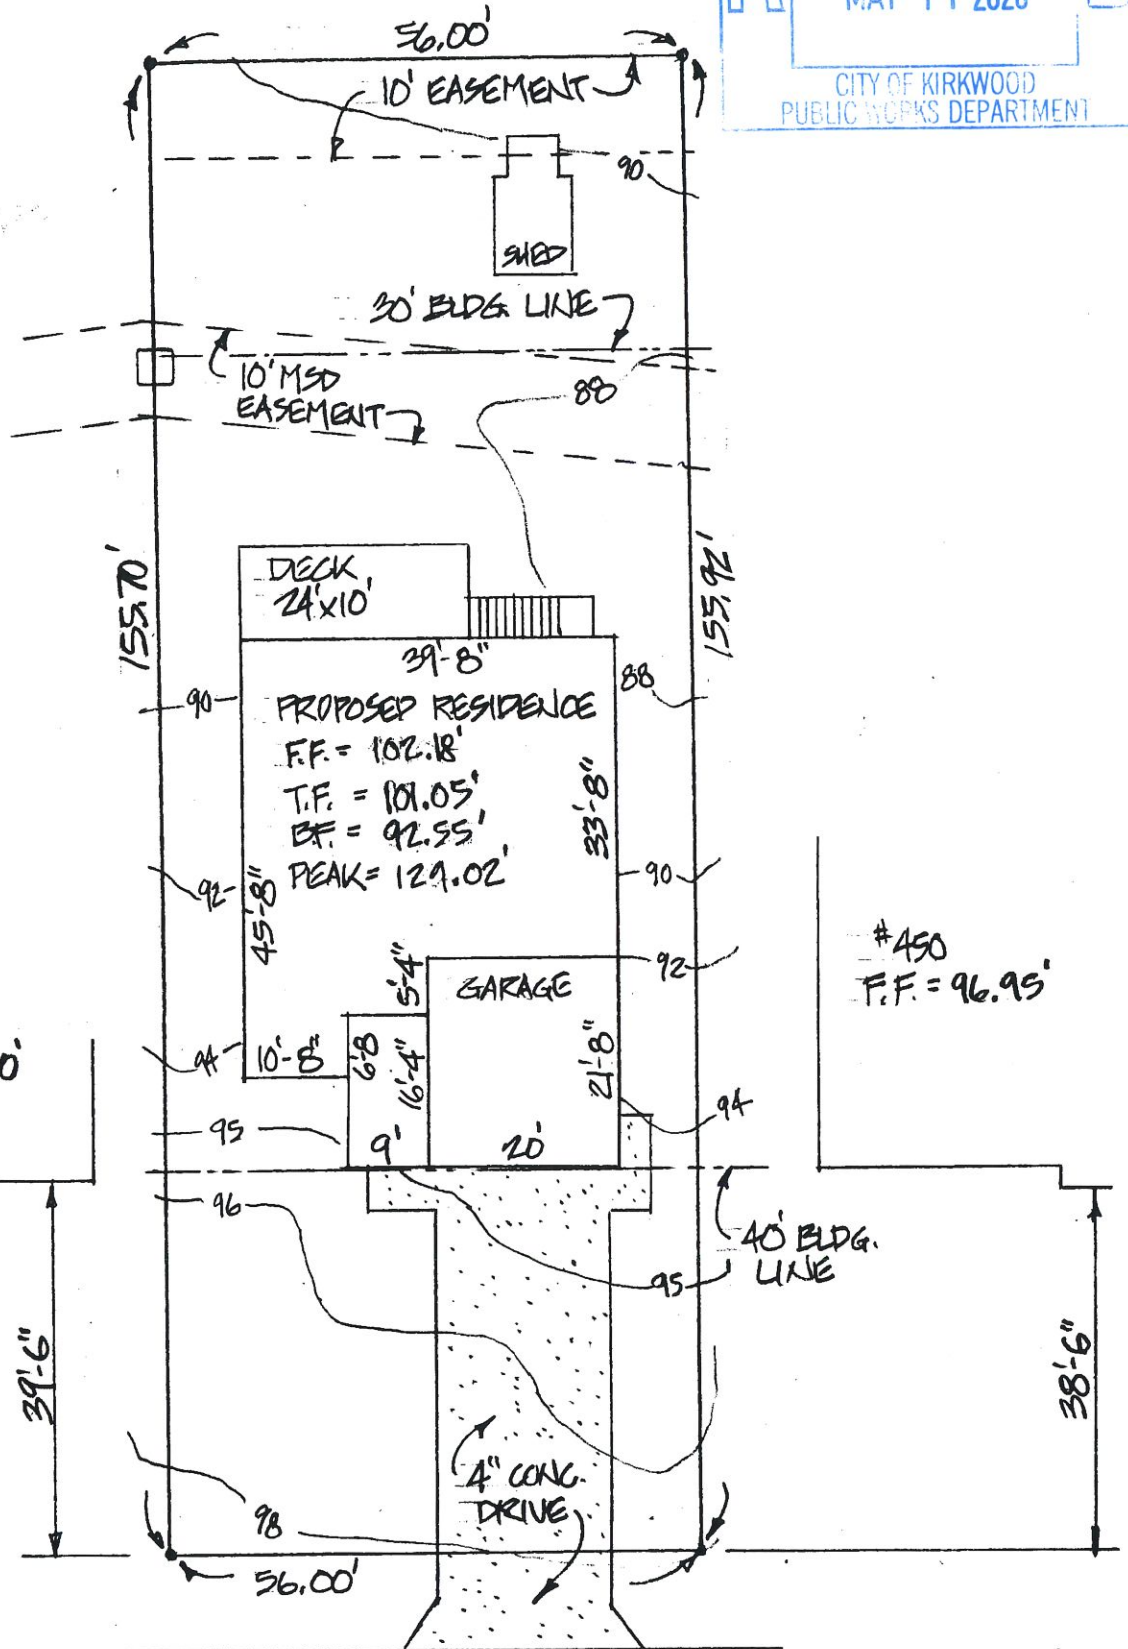 MAY 11 2020
CITY OF KIRKWOOD
PUBLIC WORKS DEPARTMENT
56.00'
10' EASEMENT
90
SHED
30' BLDG. LINE
10' MSD
EASEMENT
88
155.70'
155.92'
DECK
24'x10'
39'-8"
88
90
PROPOSED RESIDENCE
F.F. = 102.18'
T.F. = 101.05'
B.F. = 92.55'
PEAK = 129.02'
33'-8"
90
92
45'-8"
#450
F.F. = 96.95'
5'-4"
GARAGE
92
94
10'-8"
6'-8
16'-4"
21'-8"
94
95
9'
20'
96
40' BLDG.
LINE
95
39'-6"
38'-6"
4" CONC.
DRIVE
98
56.00'